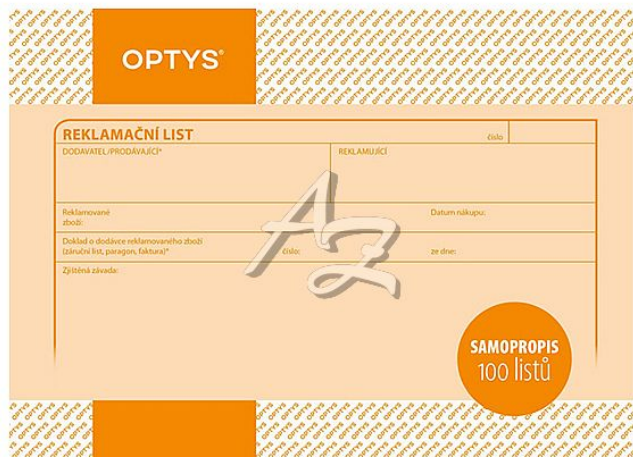 OPTYS®
REKLAMAČNÍ LIST
číslo
DODAVATEL/PRODÁVAJÍCÍ*
REKLAMUJÍCÍ
Reklamované
zboží:
Datum nákupu:
Doklad o dodávce reklamovaného zboží
(záruční list, paragon, faktura)*
číslo:
ze dne:
Zjištěná závada:
AZ
SAMOPROPIS
100 listů